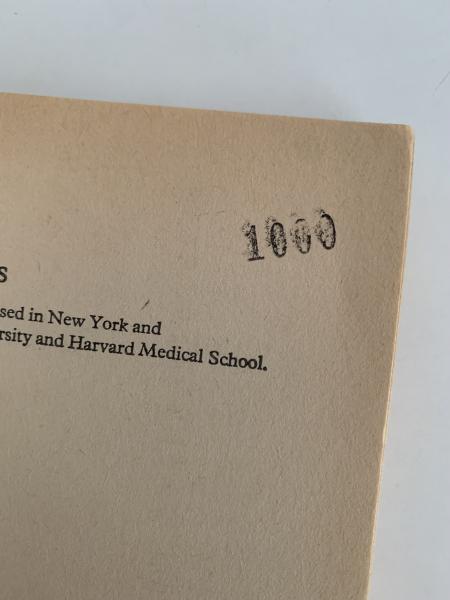 1000
S
sed in New York and
rsity and Harvard Medical School.